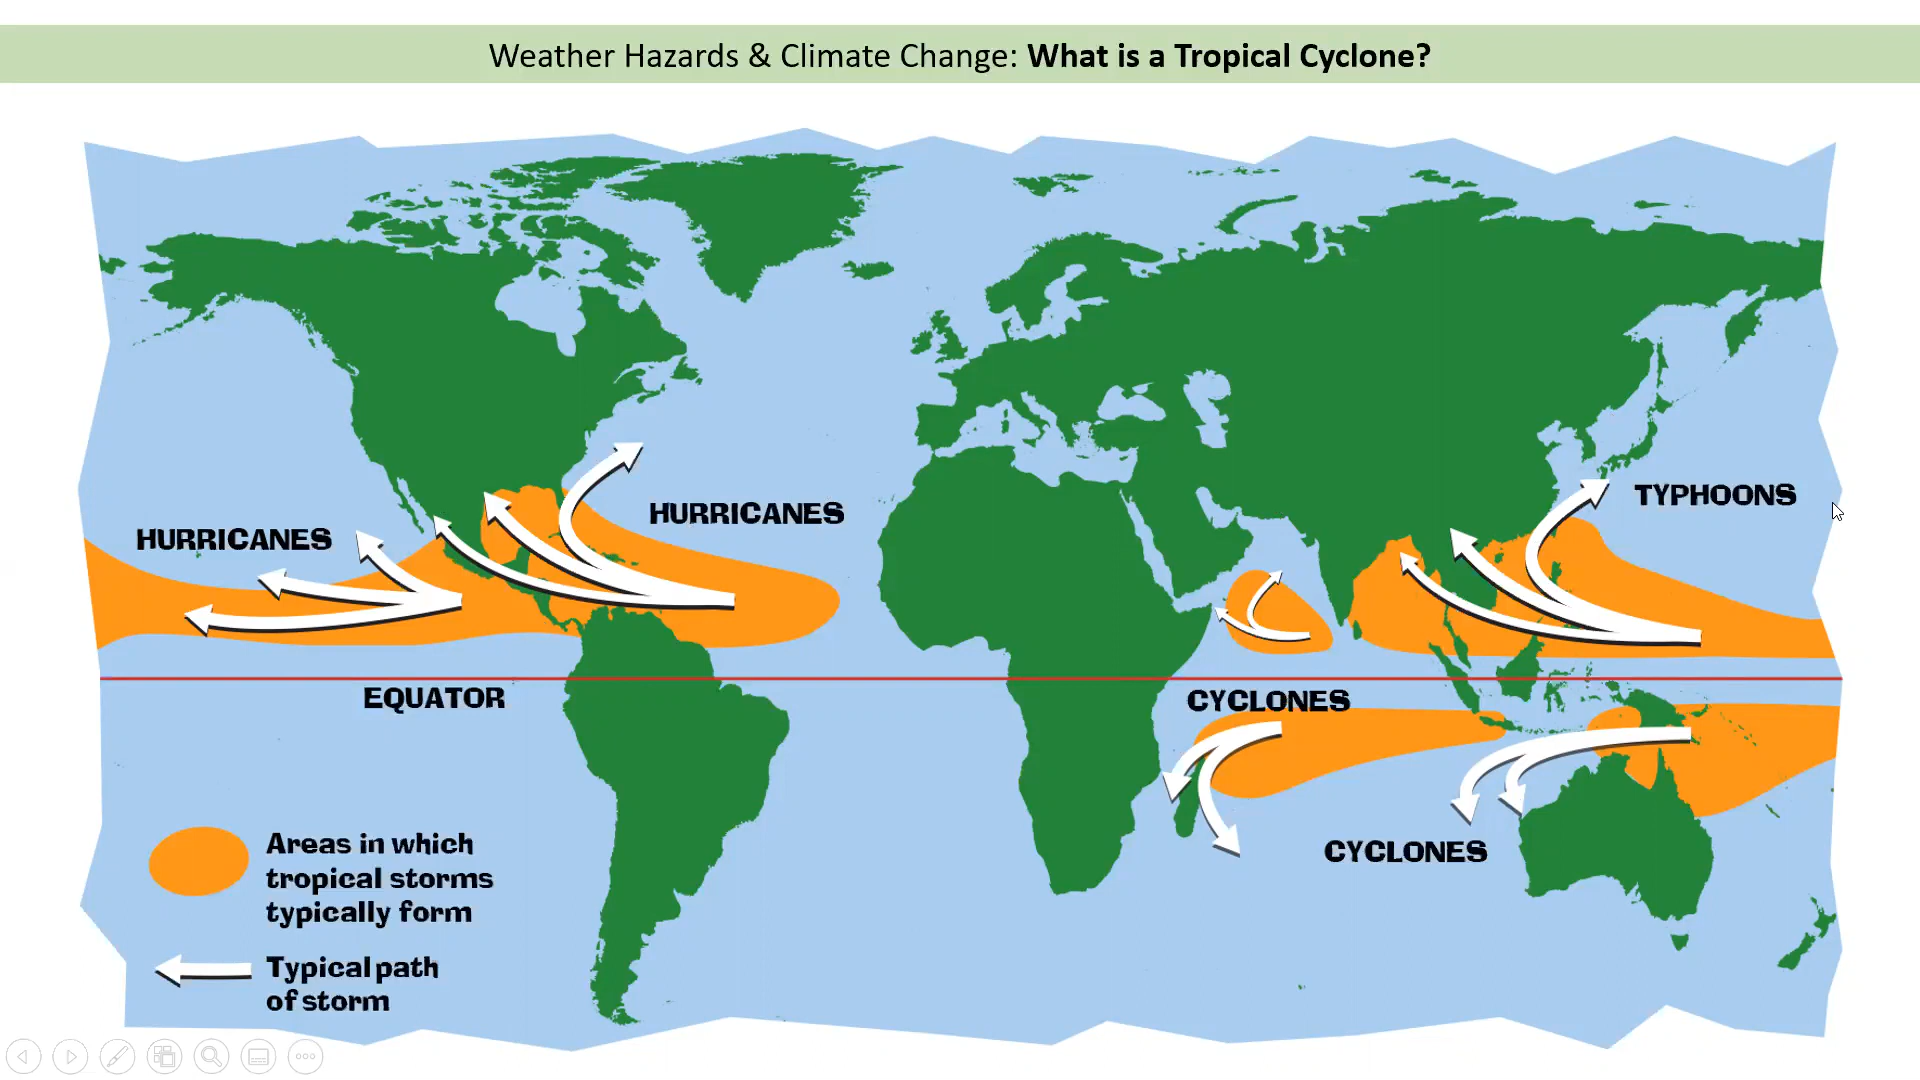 Weather Hazards & Climate Change: What is a Tropical Cyclone?
TYPHOONS
HURRICANES
HURRICANES
EQUATOR
CYCLONES
CYCLONES
Areas in which
tropical storms
typically form
Typical path
of storm